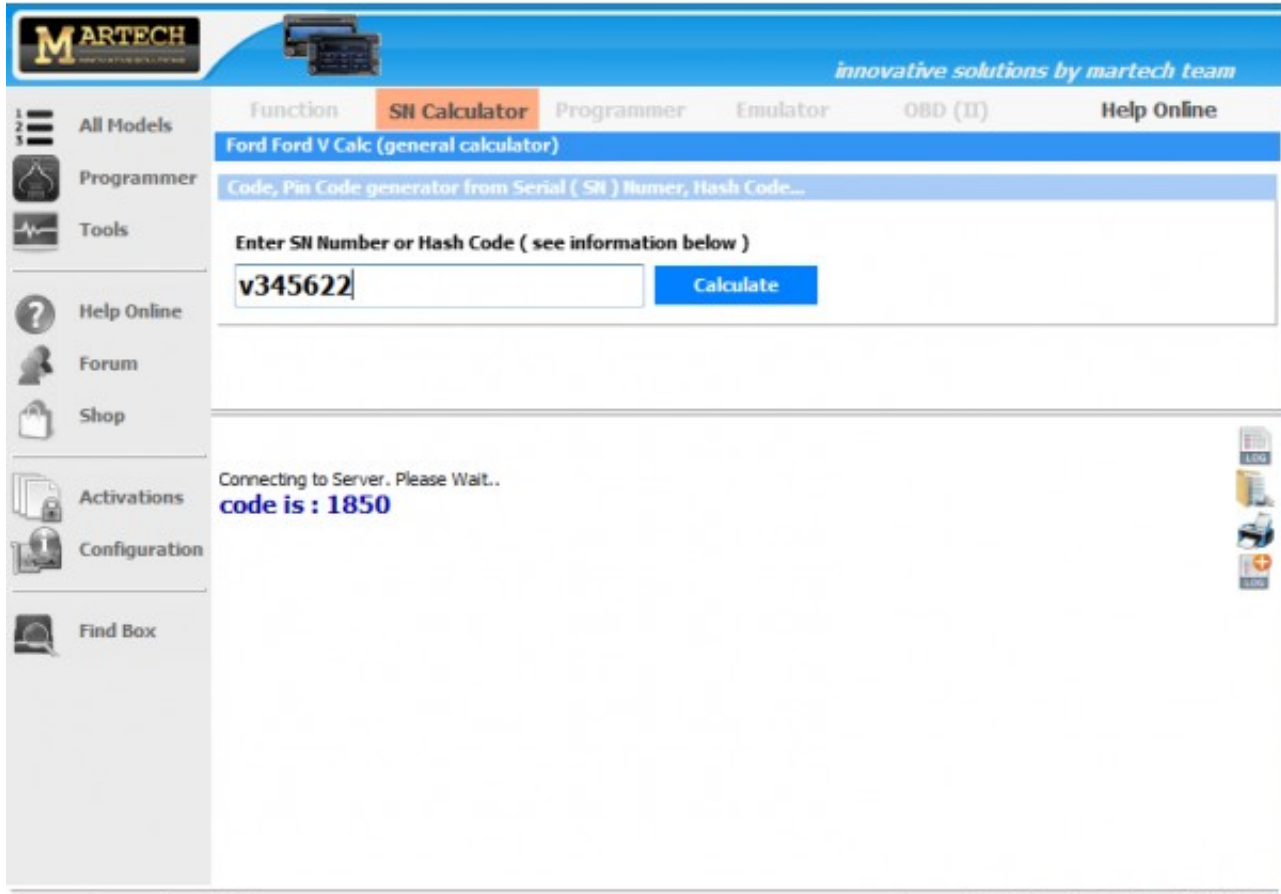 MARTECH
innovative solutions by martech team
Function SN Calculator Programmer Emulator OBD (II) Help Online
Ford Ford V Calc (general calculator)
Code, Pin Code generator from Serial ( SN ) Numer, Hash Code...
Enter SN Number or Hash Code ( see information below )
v345622
Calculate
All Models
Programmer
Tools
Help Online
Forum
Shop
Activations
Configuration
Find Box
Connecting to Server. Please Wait..
code is : 1850
LOG
LOG